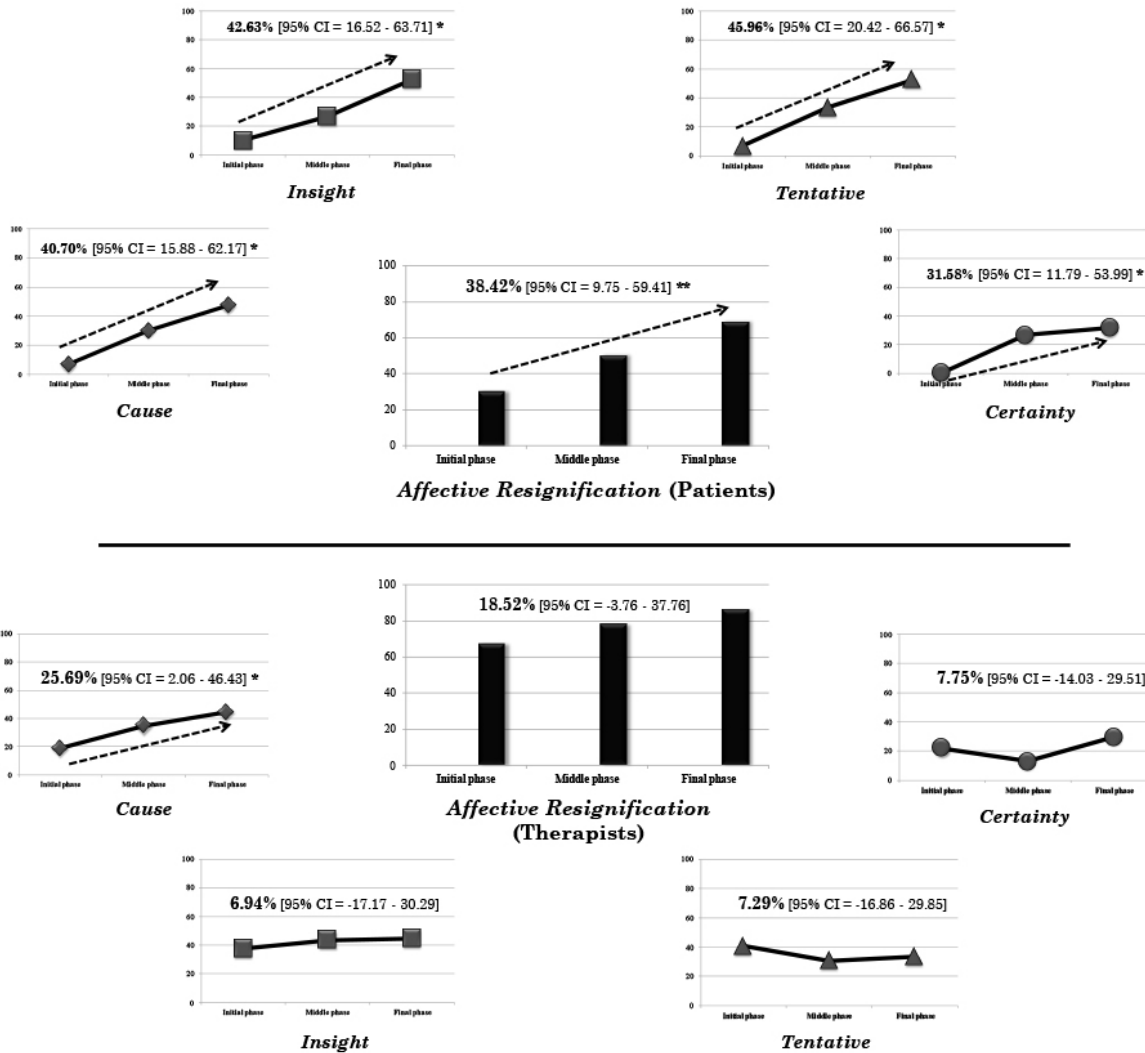 100
80
60
40
20
0
42.63% [95% CI = 16.52 - 63.71] *
Initial phase Middle phase Final phase
Insight
100
80
60
40
20
0
45.96% [95% CI = 20.42 - 66.57] *
Initial phase Middle phase Final phase
Tentative
100
80
60
40
20
0
40.70% [95% CI = 15.88 - 62.17] *
Initial phase Middle phase Final phase
Cause
100
80
60
40
20
0
38.42% [95% CI = 9.75 - 59.41] **
Initial phase Middle phase Final phase
Affective Resignification (Patients)
100
80
60
40
20
0
31.58% [95% CI = 11.79 - 53.99] *
Initial phase Middle phase Final phase
Certainty
100
80
60
40
20
0
25.69% [95% CI = 2.06 - 46.43] *
Initial phase Middle phase Final phase
Cause
100
80
60
40
20
0
18.52% [95% CI = -3.76 - 37.76]
Initial phase Middle phase Final phase
Affective Resignification
(Therapists)
100
80
60
40
20
0
7.75% [95% CI = -14.03 - 29.51]
Initial phase Middle phase Final phase
Certainty
100
80
60
40
20
0
6.94% [95% CI = -17.17 - 30.29]
Initial phase Middle phase Final phase
Insight
100
80
60
40
20
0
7.29% [95% CI = -16.86 - 29.85]
Initial phase Middle phase Final phase
Tentative